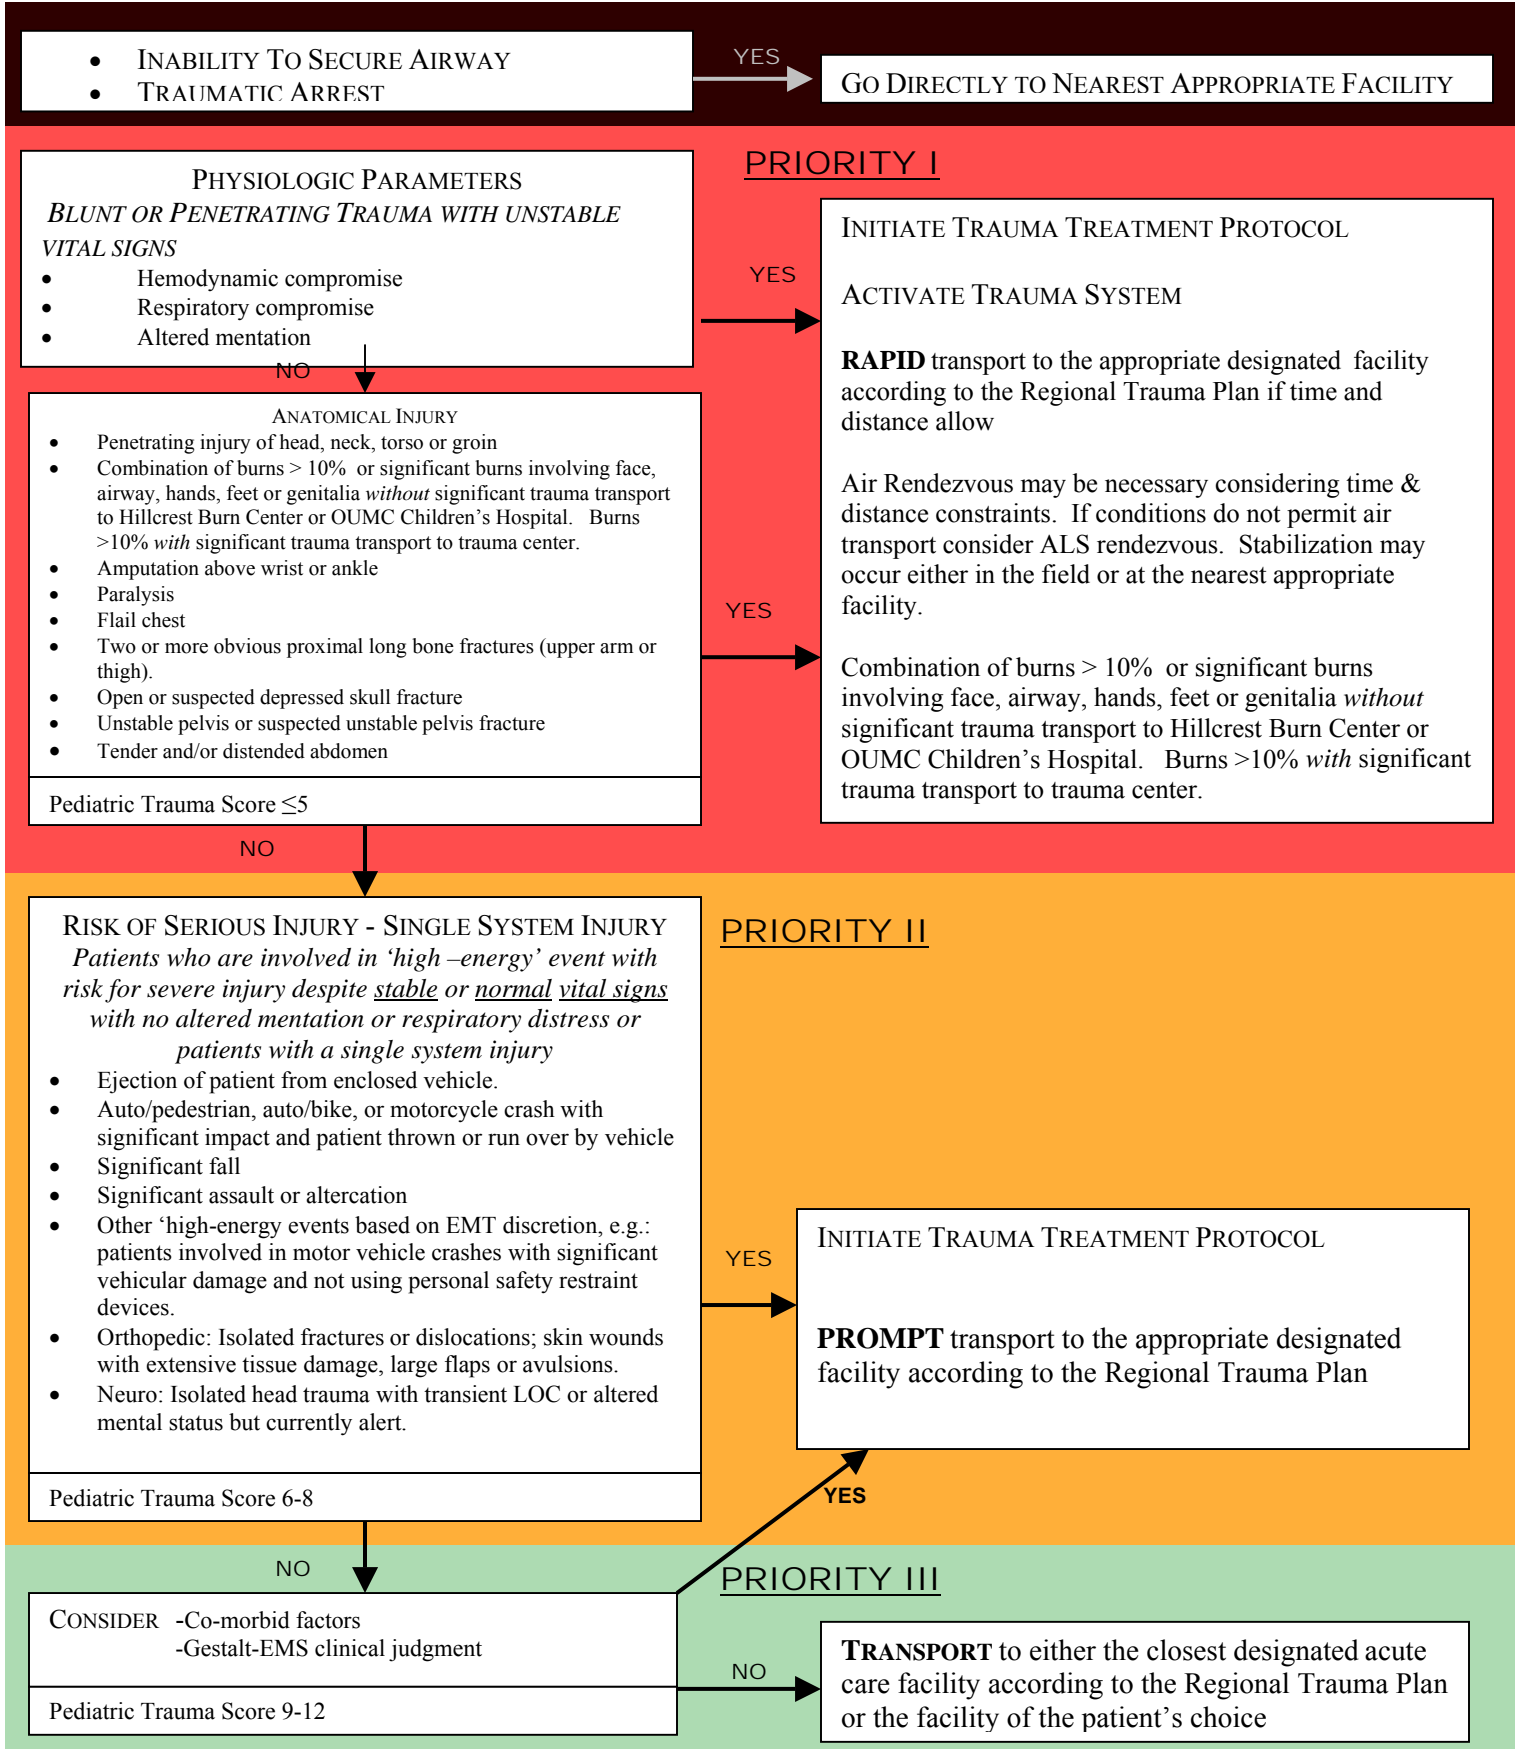 • INABILITY TO SECURE AIRWAY
• TRAUMATIC ARREST
YES
GO DIRECTLY TO NEAREST APPROPRIATE FACILITY
PRIORITY I
PHYSIOLOGIC PARAMETERS
BLUNT OR PENETRATING TRAUMA WITH UNSTABLE
VITAL SIGNS
• Hemodynamic compromise
• Respiratory compromise
• Altered mentation
YES
NO
INITIATE TRAUMA TREATMENT PROTOCOL
ACTIVATE TRAUMA SYSTEM
RAPID transport to the appropriate designated facility
according to the Regional Trauma Plan if time and
distance allow
Air Rendezvous may be necessary considering time &
distance constraints. If conditions do not permit air
transport consider ALS rendezvous. Stabilization may
occur either in the field or at the nearest appropriate
facility.
Combination of burns > 10% or significant burns
involving face, airway, hands, feet or genitalia without
significant trauma transport to Hillcrest Burn Center or
OUMC Children's Hospital. Burns >10% with significant
trauma transport to trauma center.
ANATOMICAL INJURY
• Penetrating injury of head, neck, torso or groin
• Combination of burns > 10% or significant burns involving face,
airway, hands, feet or genitalia without significant trauma transport
to Hillcrest Burn Center or OUMC Children's Hospital. Burns
>10% with significant trauma transport to trauma center.
• Amputation above wrist or ankle
• Paralysis
• Flail chest
• Two or more obvious proximal long bone fractures (upper arm or
thigh).
• Open or suspected depressed skull fracture
• Unstable pelvis or suspected unstable pelvis fracture
• Tender and/or distended abdomen
Pediatric Trauma Score ≤5
YES
NO
PRIORITY II
RISK OF SERIOUS INJURY - SINGLE SYSTEM INJURY
Patients who are involved in ‘high –energy’ event with
risk for severe injury despite stable or normal vital signs
with no altered mentation or respiratory distress or
patients with a single system injury
• Ejection of patient from enclosed vehicle.
• Auto/pedestrian, auto/bike, or motorcycle crash with
significant impact and patient thrown or run over by vehicle
• Significant fall
• Significant assault or altercation
• Other ‘high-energy events based on EMT discretion, e.g.:
patients involved in motor vehicle crashes with significant
vehicular damage and not using personal safety restraint
devices.
• Orthopedic: Isolated fractures or dislocations; skin wounds
with extensive tissue damage, large flaps or avulsions.
• Neuro: Isolated head trauma with transient LOC or altered
mental status but currently alert.
Pediatric Trauma Score 6-8
YES
INITIATE TRAUMA TREATMENT PROTOCOL
PROMPT transport to the appropriate designated
facility according to the Regional Trauma Plan
YES
NO
PRIORITY III
CONSIDER -Co-morbid factors
-Gestalt-EMS clinical judgment
Pediatric Trauma Score 9-12
NO
TRANSPORT to either the closest designated acute
care facility according to the Regional Trauma Plan
or the facility of the patient’s choice